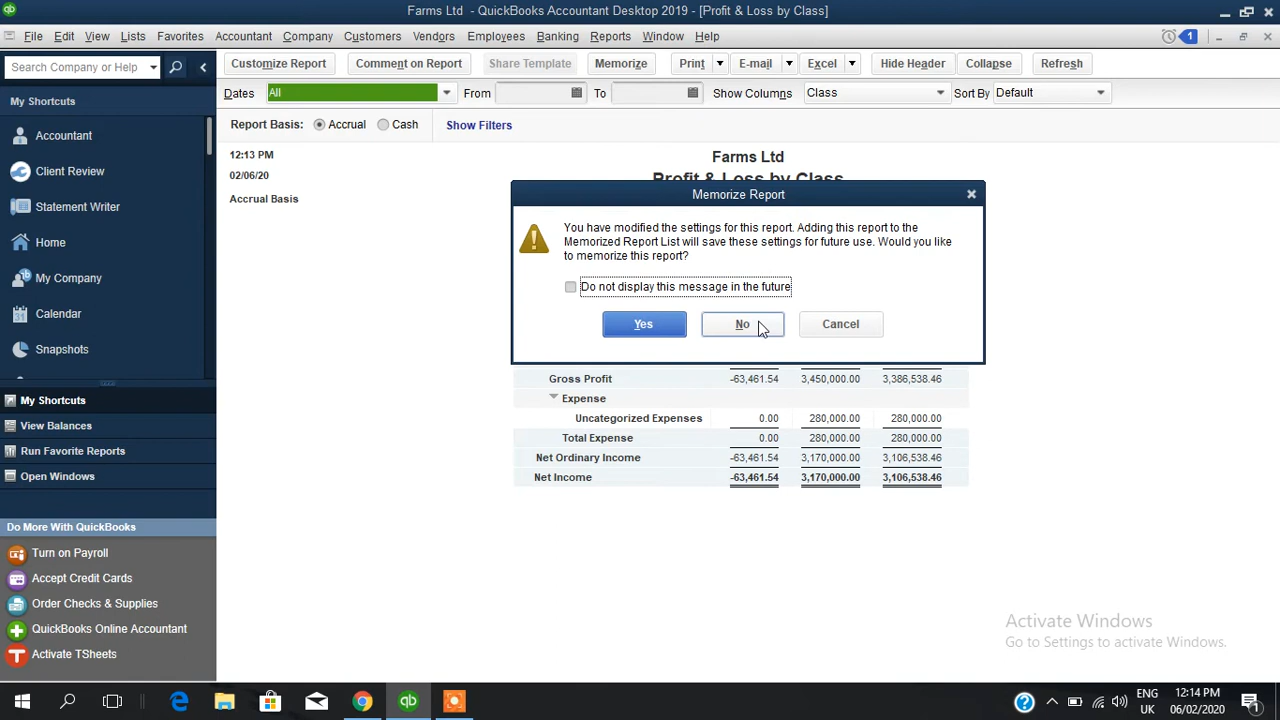 Farms Ltd - QuickBooks Accountant Desktop 2019 - [Profit & Loss by Class]
File Edit View Lists Favorites Accountant Company Customers Vendors Employees Banking Reports Window Help
1
Search Company or Help
Customize Report Comment on Report Share Template Memorize Print E-mail Excel Hide Header Collapse Refresh
Dates All From To Show Columns Class Sort By Default
My Shortcuts
Report Basis: Accrual Cash Show Filters
Accountant
Client Review
Statement Writer
Home
My Company
Calendar
Snapshots
My Shortcuts
View Balances
Run Favorite Reports
Open Windows
Do More With QuickBooks
Turn on Payroll
Accept Credit Cards
Order Checks & Supplies
QuickBooks Online Accountant
Activate TSheets
12:13 PM
02/06/20
Accrual Basis
Farms Ltd
Profit & Loss by Class
Memorize Report
You have modified the settings for this report. Adding this report to the
Memorized Report List will save these settings for future use. Would you like
to memorize this report?
Do not display this message in the future
Yes No Cancel
Gross Profit -63,461.54 3,450,000.00 3,386,538.46
Expense
Uncategorized Expenses 0.00 280,000.00 280,000.00
Total Expense 0.00 280,000.00 280,000.00
Net Ordinary Income -63,461.54 3,170,000.00 3,106,538.46
Net Income -63,461.54 3,170,000.00 3,106,538.46
Activate Windows
Go to Settings to activate Windows.
ENG
UK
12:14 PM
06/02/2020
1